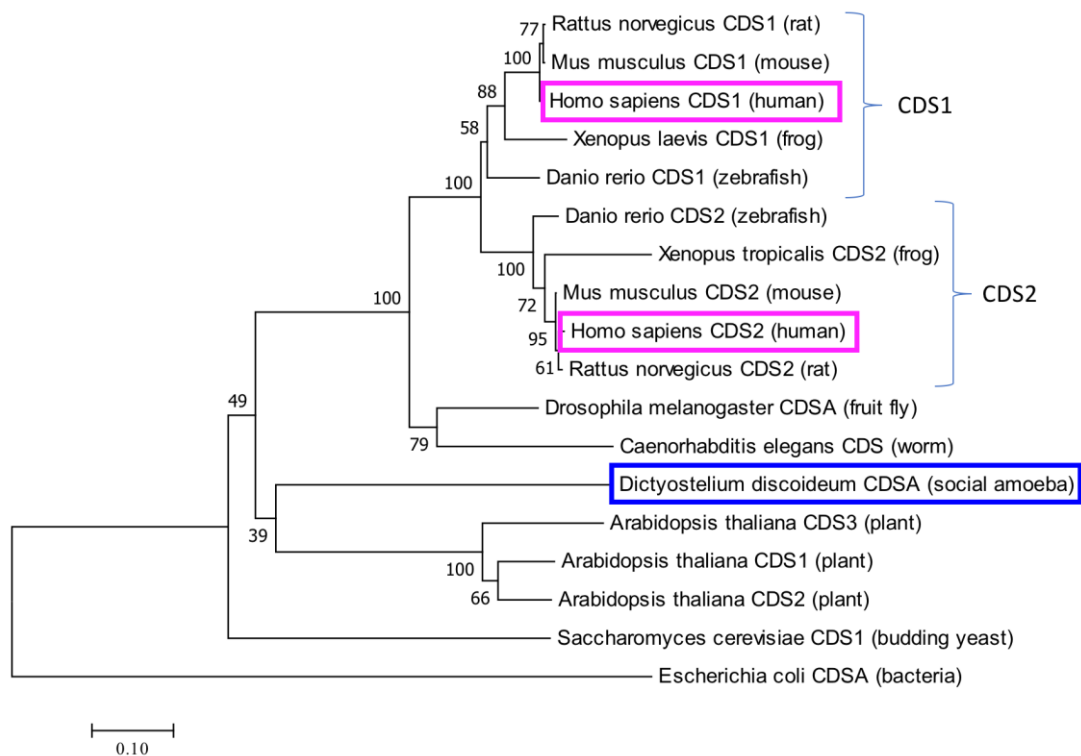 77
Rattus norvegicus CDS1 (rat)
100
Mus musculus CDS1 (mouse)
88
Homo sapiens CDS1 (human)
CDS1
58
Xenopus laevis CDS1 (frog)
100
Danio rerio CDS1 (zebrafish)
Danio rerio CDS2 (zebrafish)
100
Xenopus tropicalis CDS2 (frog)
100
Mus musculus CDS2 (mouse)
CDS2
72
95
Homo sapiens CDS2 (human)
61
Rattus norvegicus CDS2 (rat)
49
Drosophila melanogaster CDSA (fruit fly)
79
Caenorhabditis elegans CDS (worm)
Dictyostelium discoideum CDSA (social amoeba)
39
Arabidopsis thaliana CDS3 (plant)
100
Arabidopsis thaliana CDS1 (plant)
66
Arabidopsis thaliana CDS2 (plant)
Saccharomyces cerevisiae CDS1 (budding yeast)
Escherichia coli CDSA (bacteria)
0.10